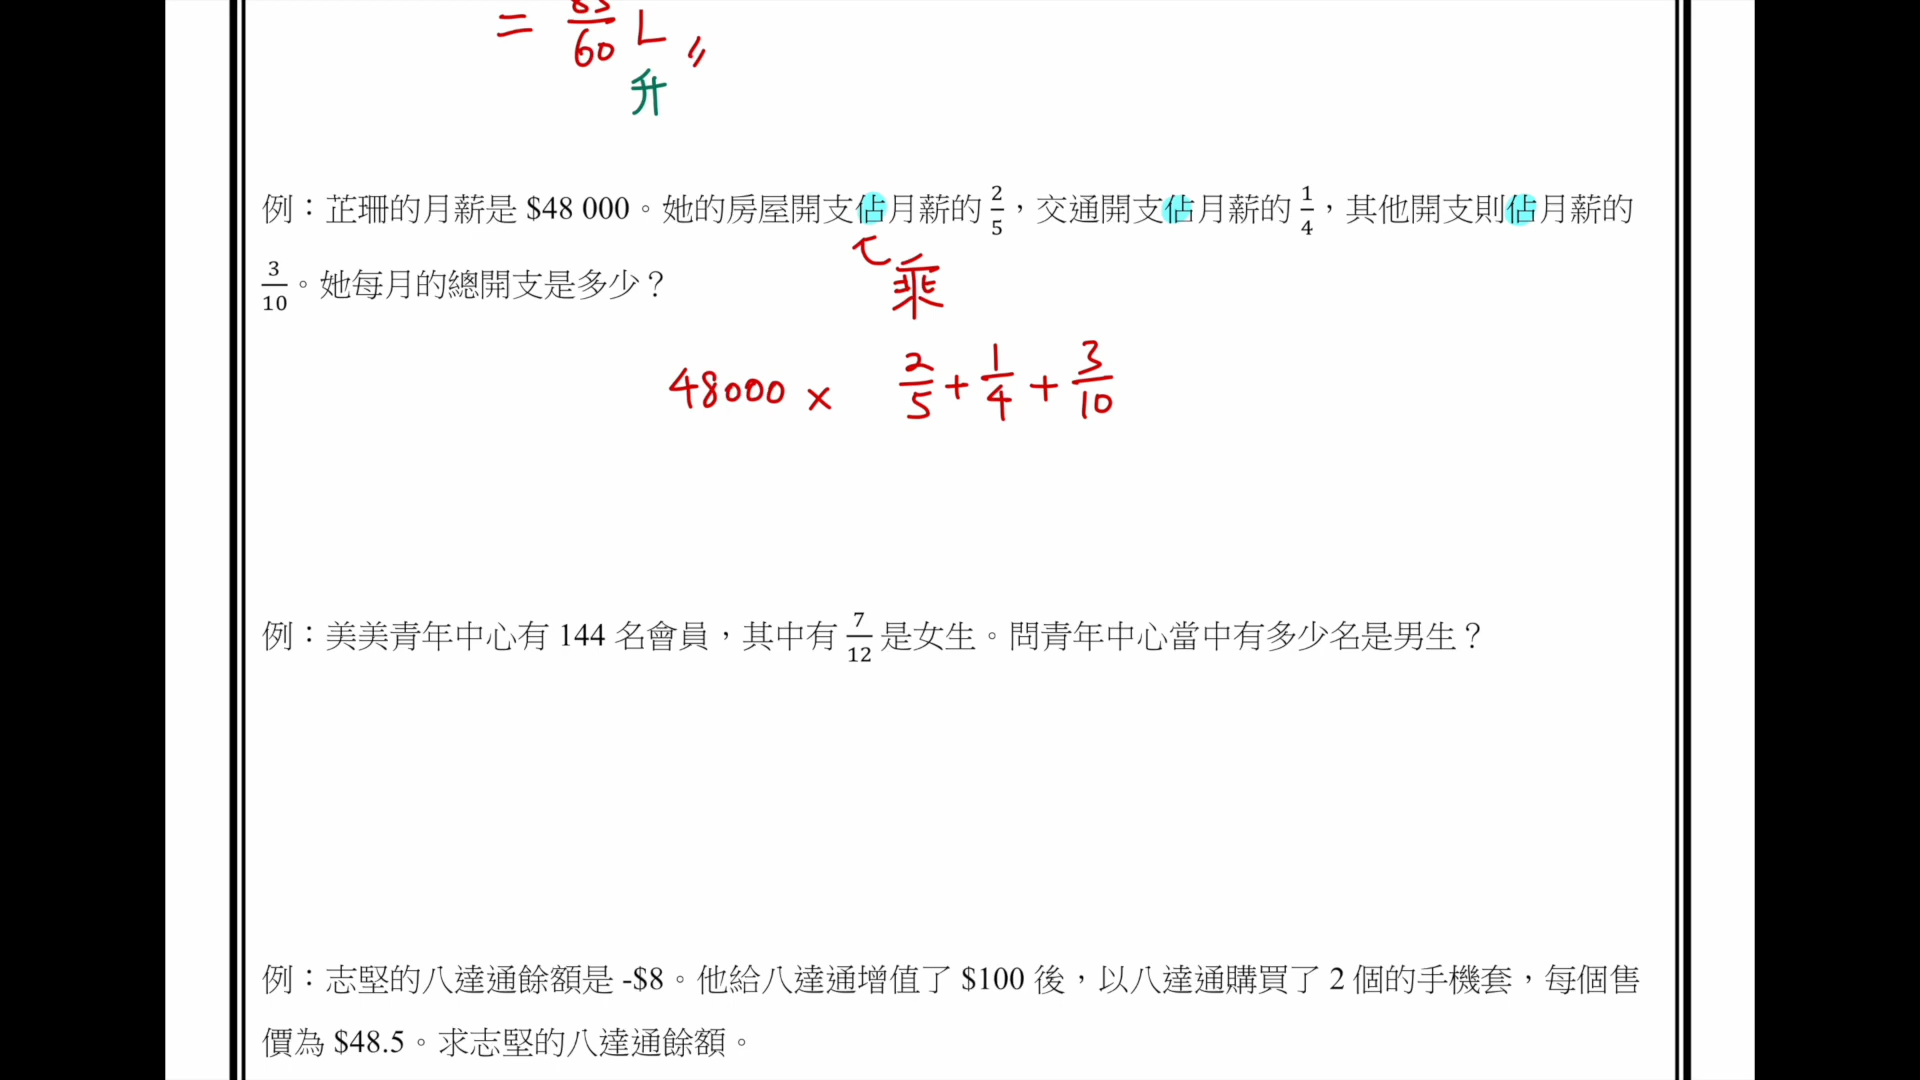 = 85/60 L
升
例：芷珊的月薪是 $48 000。她的房屋開支佔月薪的 2/5，交通開支佔月薪的 1/4，其他開支則佔月薪的
3/10。她每月的總開支是多少？
乘
48000 × 2/5 + 1/4 + 3/10
例：美美青年中心有 144 名會員，其中有 7/12 是女生。問青年中心當中有多少名是男生？
例：志堅的八達通餘額是 -$8。他給八達通增值了 $100 後，以八達通購買了 2 個的手機套，每個售
價為 $48.5。求志堅的八達通餘額。